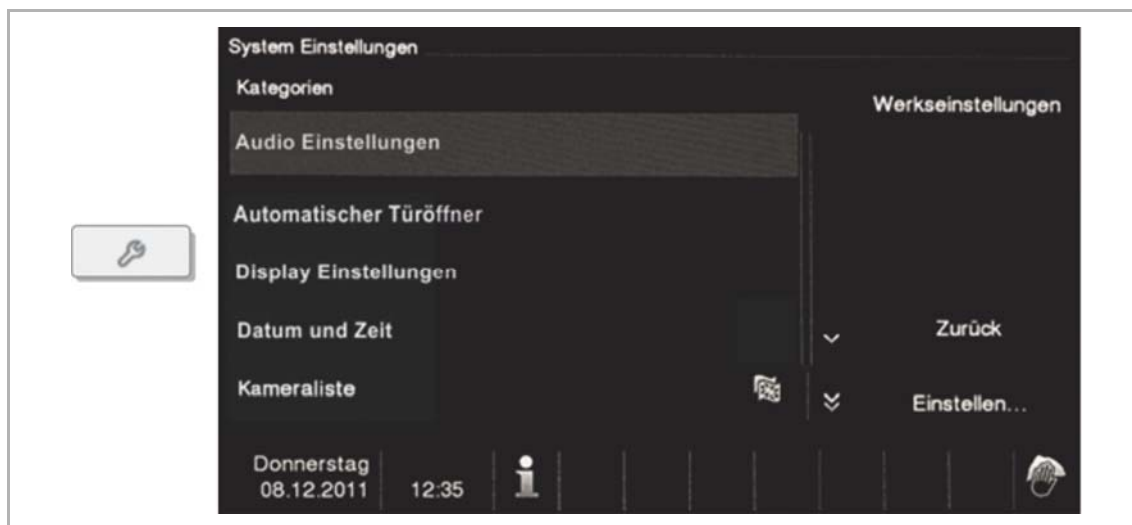 System Einstellungen
Kategorien
Werkseinstellungen
Audio Einstellungen
Automatischer Türöffner
Display Einstellungen
Datum und Zeit
Zurück
Kameraliste
Einstellen...
Donnerstag
08.12.2011 12:35